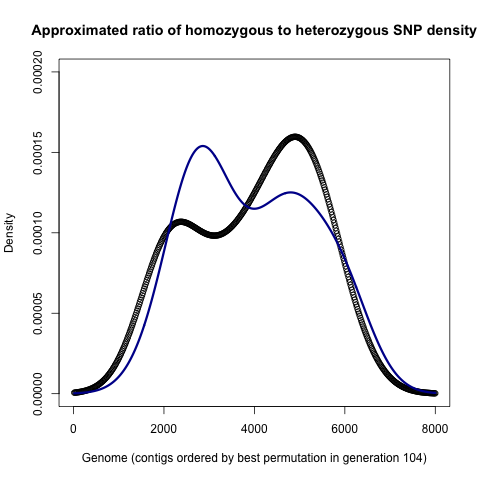 Approximated ratio of homozygous to heterozygous SNP density
0.00020
0.00015
0.00010
0.00005
0.00000
Density
0 2000 4000 6000 8000
Genome (contigs ordered by best permutation in generation 104)